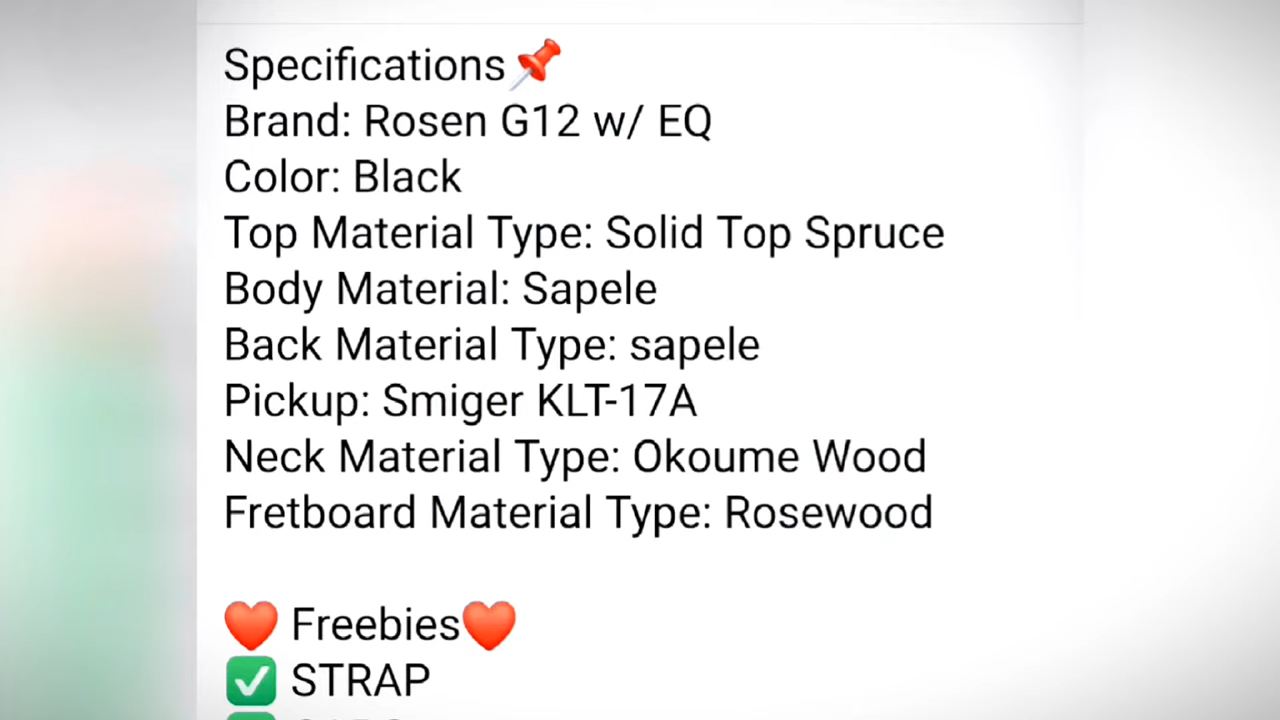 Specifications📌
Brand: Rosen G12 w/ EQ
Color: Black
Top Material Type: Solid Top Spruce
Body Material: Sapele
Back Material Type: sapele
Pickup: Smiger KLT-17A
Neck Material Type: Okoume Wood
Fretboard Material Type: Rosewood
❤️ Freebies❤️
✅ STRAP